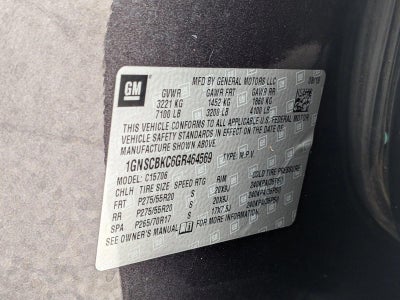 GM
MFD BY GENERAL MOTORS LLC
GVWR GAWR FRT GAWR RR
3221 KG 1452 KG 1860 KG
7100 LB 3200 LB 4100 LB
THIS VEHICLE CONFORMS TO ALL APPLICABLE U.S. FEDERAL MOTOR
VEHICLE SAFETY STANDARDS IN EFFECT ON THE DATE OF
MANUFACTURE SHOWN ABOVE.
1GNSCBKC6GR464569 TYPE: M.P.V.
MODEL: C15706
CHLH TIRE SIZE SPEED RTG RIM COLD TIRE PRESSURE
FRT P275/55R20 S 20X9J
RR P275/55R20 S 20X9J
SPA P265/70R17 S 17X7.5J
SEE OWNER'S MANUAL FOR MORE INFORMATION.